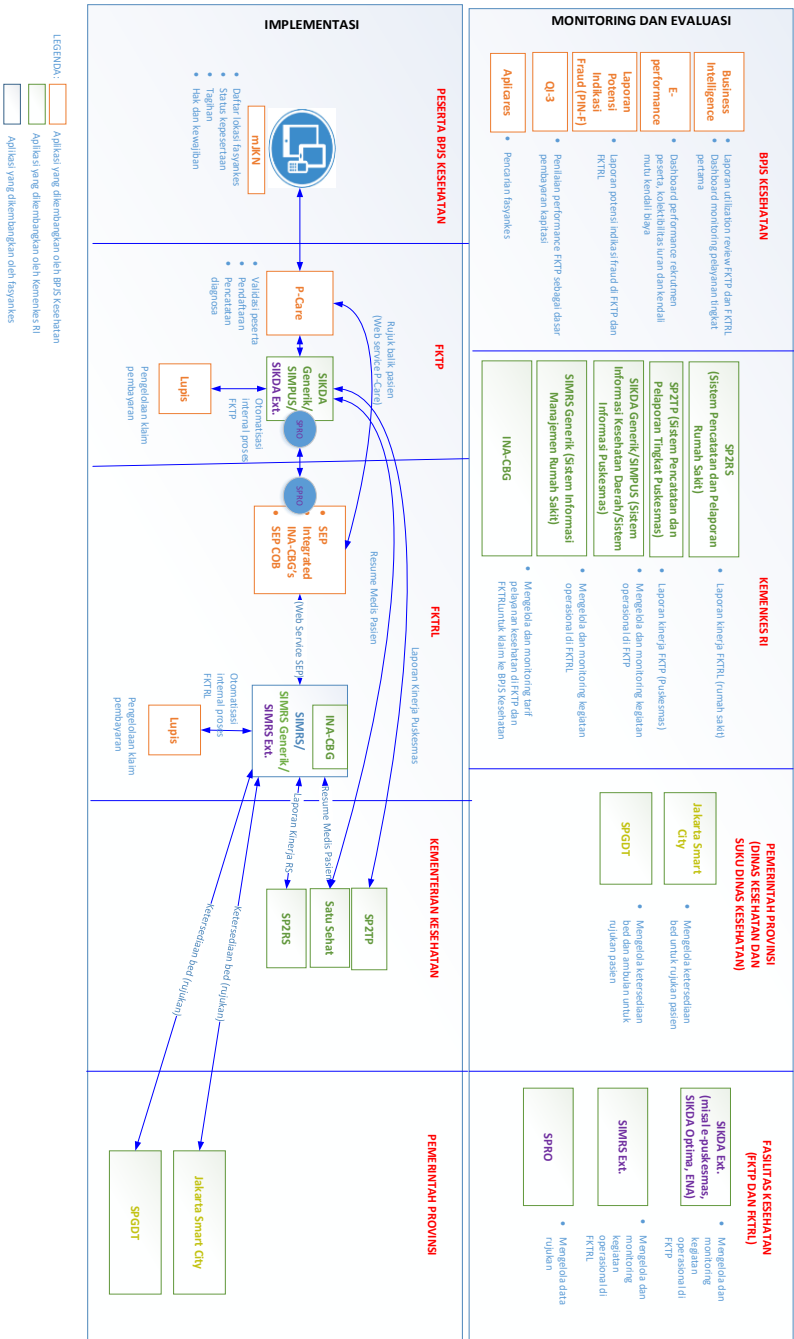 MONITORING DAN EVALUASI
BPJS KESEHATAN
Business
Intelligence
• Laporan utilization review FKTP dan FKTRL
• Dashboard monitoring pelayanan tingkat
pertama
E-
performance
• Dashboard performance rekrutmen
peserta, kolektibilitas iuran dan kendali
mutu kendali biaya
Laporan
Potensi
Indikasi
Fraud (PIN-F)
• Laporan potensi indikasi fraud di FKTP dan
FKTRL
QI-3
• Penilaian performance FKTP sebagai dasar
pembayaran kapitasi
Aplicares
• Pencarian fasyankes
KEMENKES RI
SP2RS
(Sistem Pencatatan dan Pelaporan
Rumah Sakit)
• Laporan kinerja FKTRL (rumah sakit)
SP2TP (Sistem Pencatatan dan
Pelaporan Tingkat Puskesmas)
• Laporan kinerja FKTP (Puskesmas)
SIKDA Generik/SIMPUS (Sistem
Informasi Kesehatan Daerah/Sistem
Informasi Puskesmas)
• Mengelola dan monitoring kegiatan
operasional di FKTP
SIMRS Generik (Sistem Informasi
Manajemen Rumah Sakit)
• Mengelola dan monitoring kegiatan
operasional di FKTRL
INA-CBG
• Mengelola dan monitoring tarif
pelayanan kesehatan di FKTP dan
FKTRL untuk klaim ke BPJS Kesehatan
PEMERINTAH PROVINSI
(DINAS KESEHATAN DAN
SUKU DINAS KESEHATAN)
Jakarta Smart
City
• Mengelola ketersediaan
bed untuk rujukan pasien
SPGDT
• Mengelola ketersediaan
bed dan ambulan untuk
rujukan pasien
FASILITAS KESEHATAN
(FKTP DAN FKTRL)
SIKDA Ext.
(misal e-puskesmas,
SIKDA Optima, ENA)
• Mengelola dan
monitoring
kegiatan
operasional di
FKTP
SIMRS Ext.
• Mengelola dan
monitoring
kegiatan
operasional di
FKTRL
SPRO
• Mengelola data
rujukan
IMPLEMENTASI
PESERTA BPJS KESEHATAN
mJKN
• Daftar lokasi fasyankes
• Status kepesertaan
• Tagihan
• Hak dan kewajiban
FKTP
P-Care
• Validasi peserta
• Pendaftaran
• Pencatatan
diagnosa
Rujuk balik pasien
(Web service P-Care)
SIKDA
Generik/
SIMPUS/
SIKDA Ext.
SPRO
Otomatisasi
internal proses
FKTP
Lupis
Pengelolaan klaim
pembayaran
FKTRL
SPRO
• SEP
• Integrated
INA-CBG's
• SEP COB
(Web Service SEP)
Resume Medis Pasien
Laporan Kinerja Puskesmas
INA-CBG
SIMRS/
SIMRS Generik/
SIMRS Ext.
Otomatisasi
internal proses
FKTRL
Lupis
Pengelolaan klaim
pembayaran
KEMENTERIAN KESEHATAN
Resume Medis Pasien
Laporan Kinerja RS
SP2TP
Satu Sehat
SP2RS
Ketersediaan bed (rujukan)
Ketersediaan bed (rujukan)
PEMERINTAH PROVINSI
Jakarta Smart City
SPGDT
LEGENDA:
Aplikasi yang dikembangkan oleh BPJS Kesehatan
Aplikasi yang dikembangkan oleh Kemenkes RI
Aplikasi yang dikembangkan oleh fasyankes